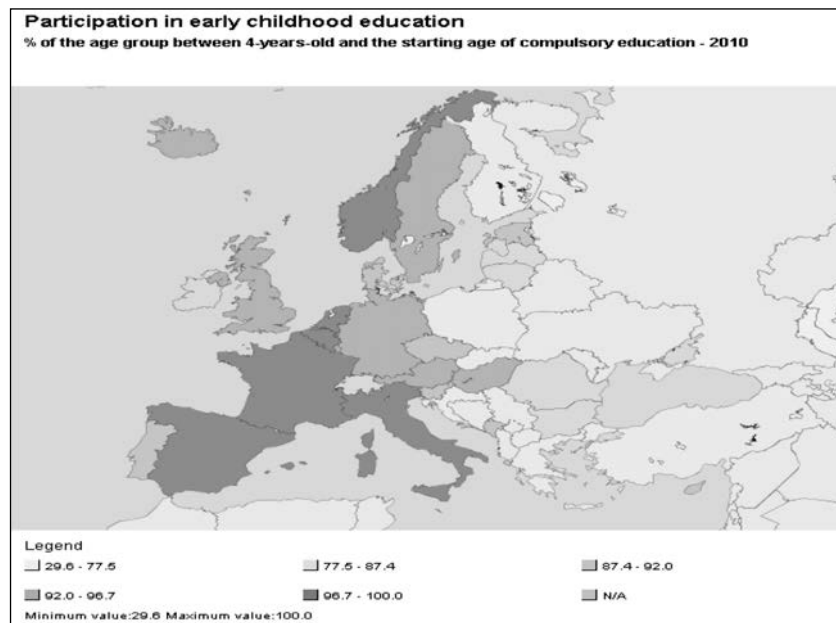 Participation in early childhood education
% of the age group between 4-years-old and the starting age of compulsory education - 2010
Legend
29.6 - 77.5 77.5 - 87.4 87.4 - 92.0
92.0 - 96.7 96.7 - 100.0 N/A
Minimum value:29.6 Maximum value:100.0